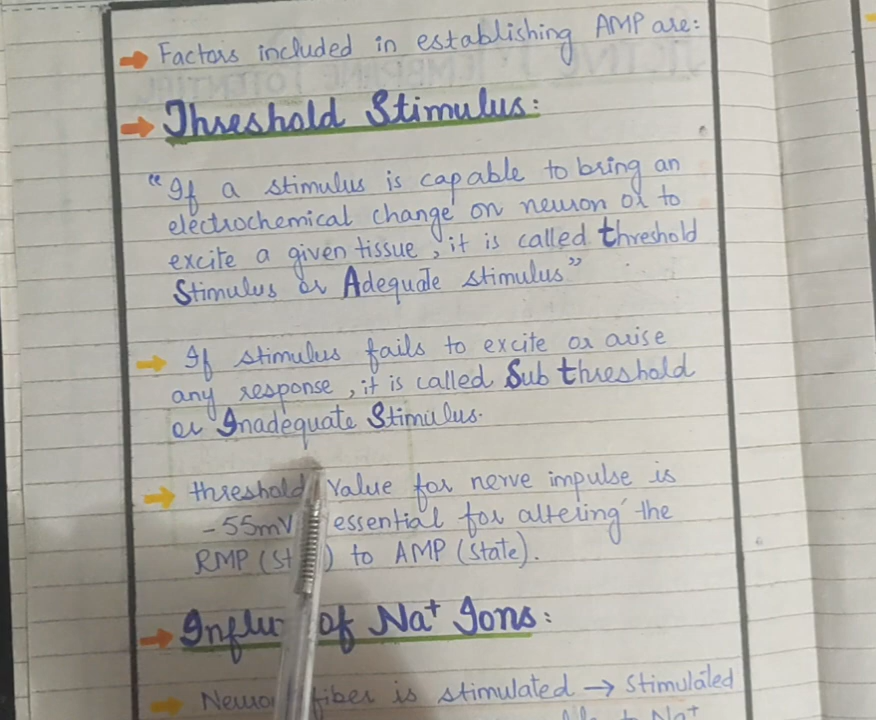 Factors included in establishing AMP are:
Threshold Stimulus:
"If a stimulus is capable to bring an
electrochemical change on neuron or to
excite a given tissue, it is called threshold
Stimulus or Adequate stimulus"
If stimulus fails to excite or arise
any response, it is called Sub threshold
or Inadequate Stimulus.
threshold value for nerve impulse is
-55mV essential for altering the
RMP (St ) to AMP (State).
of Na+ Ions:
fiber is stimulated → Stimulated
Na+